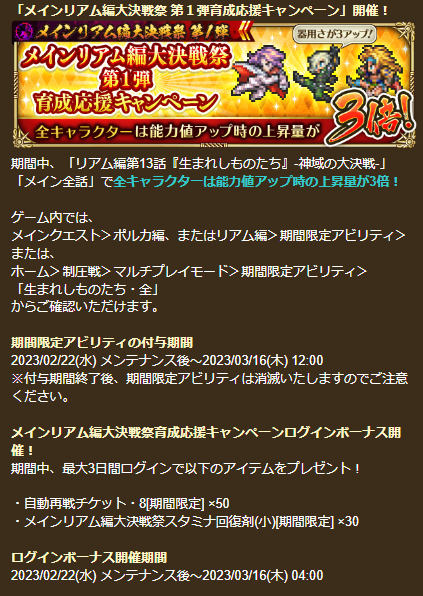 「メインリアム編大決戦祭 第１弾育成応援キャンペーン」開催！
メインリアム編大決戦祭 第1弾
器用さが3アップ!
メインリアム編大決戦祭
第1弾
育成応援キャンペーン
全キャラクターは能力値アップ時の上昇量が
3倍!
期間中、「リアム編第13話『生まれしものたち』-神域の大決戦-」
「メイン全話」で全キャラクターは能力値アップ時の上昇量が3倍！
ゲーム内では、
メインクエスト＞ポルカ編、またはリアム編＞期間限定アビリティ＞
または、
ホーム＞制圧戦＞マルチプレイモード＞期間限定アビリティ＞
「生まれしものたち・全」
からご確認いただけます。
期間限定アビリティの付与期間
2023/02/22(水) メンテナンス後～2023/03/16(木) 12:00
※付与期間終了後、期間限定アビリティは消滅いたしますのでご注意
ください。
メインリアム編大決戦祭育成応援キャンペーンログインボーナス開
催！
期間中、最大3日間ログインで以下のアイテムをプレゼント！
・自動再戦チケット・8[期間限定] ×50
・メインリアム編大決戦祭スタミナ回復剤(小)[期間限定] ×30
ログインボーナス開催期間
2023/02/22(水) メンテナンス後～2023/03/16(木) 04:00